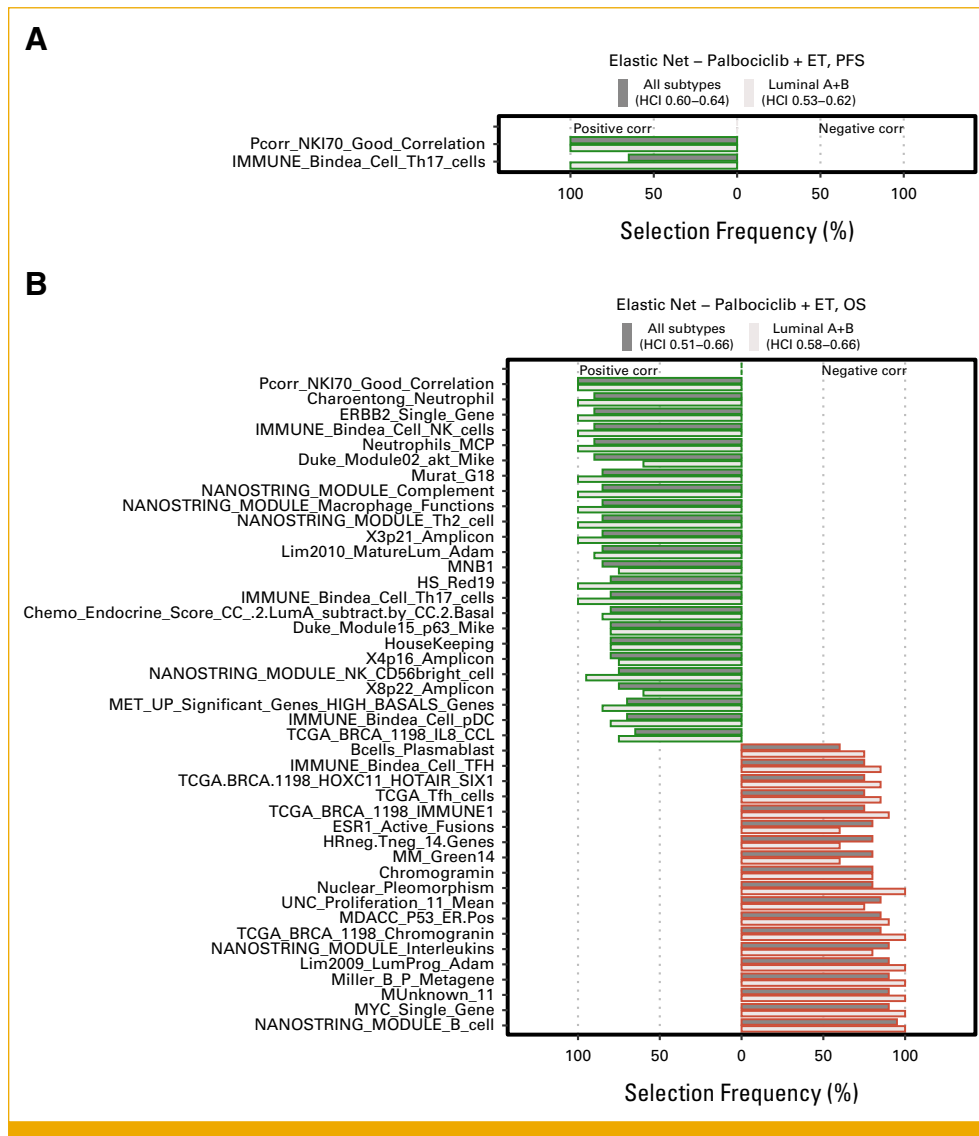 A
Elastic Net – Palbociclib + ET, PFS
All subtypes
(HCI 0.60–0.64)
Luminal A+B
(HCI 0.53–0.62)
Positive corr
Negative corr
Pcorr_NKI70_Good_Correlation
IMMUNE_Bindea_Cell_Th17_cells
100 50 0 50 100
Selection Frequency (%)
B
Elastic Net – Palbociclib + ET, OS
All subtypes
(HCI 0.51–0.66)
Luminal A+B
(HCI 0.58–0.66)
Positive corr
Negative corr
Pcorr_NKI70_Good_Correlation
Charoentong_Neutrophil
ERBB2_Single_Gene
IMMUNE_Bindea_Cell_NK_cells
Neutrophils_MCP
Duke_Module02_akt_Mike
Murat_G18
NANOSTRING_MODULE_Complement
NANOSTRING_MODULE_Macrophage_Functions
NANOSTRING_MODULE_Th2_cell
X3p21_Amplicon
Lim2010_MatureLum_Adam
MNB1
HS_Red19
IMMUNE_Bindea_Cell_Th17_cells
Chemo_Endocrine_Score_CC_.2.LumA_subtract.by_CC.2.Basal
Duke_Module15_p63_Mike
HouseKeeping
X4p16_Amplicon
NANOSTRING_MODULE_NK_CD56bright_cell
X8p22_Amplicon
MET_UP_Significant_Genes_HIGH_BASALS_Genes
IMMUNE_Bindea_Cell_pDC
TCGA_BRCA_1198_IL8_CCL
Bcells_Plasmablast
IMMUNE_Bindea_Cell_TFH
TCGA.BRCA.1198_HOXC11_HOTAIR_SIX1
TCGA_Tfh_cells
TCGA_BRCA_1198_IMMUNE1
ESR1_Active_Fusions
HRneg.Tneg_14.Genes
MM_Green14
Chromogramin
Nuclear_Pleomorphism
UNC_Proliferation_11_Mean
MDACC_P53_ER.Pos
TCGA_BRCA_1198_Chromogranin
NANOSTRING_MODULE_Interleukins
Lim2009_LumProg_Adam
Miller_B_P_Metagene
MUnknown_11
MYC_Single_Gene
NANOSTRING_MODULE_B_cell
100 50 0 50 100
Selection Frequency (%)